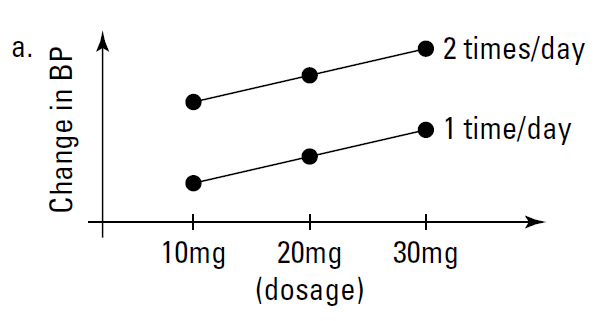 a.
Change in BP
2 times/day
1 time/day
10mg 20mg 30mg
(dosage)